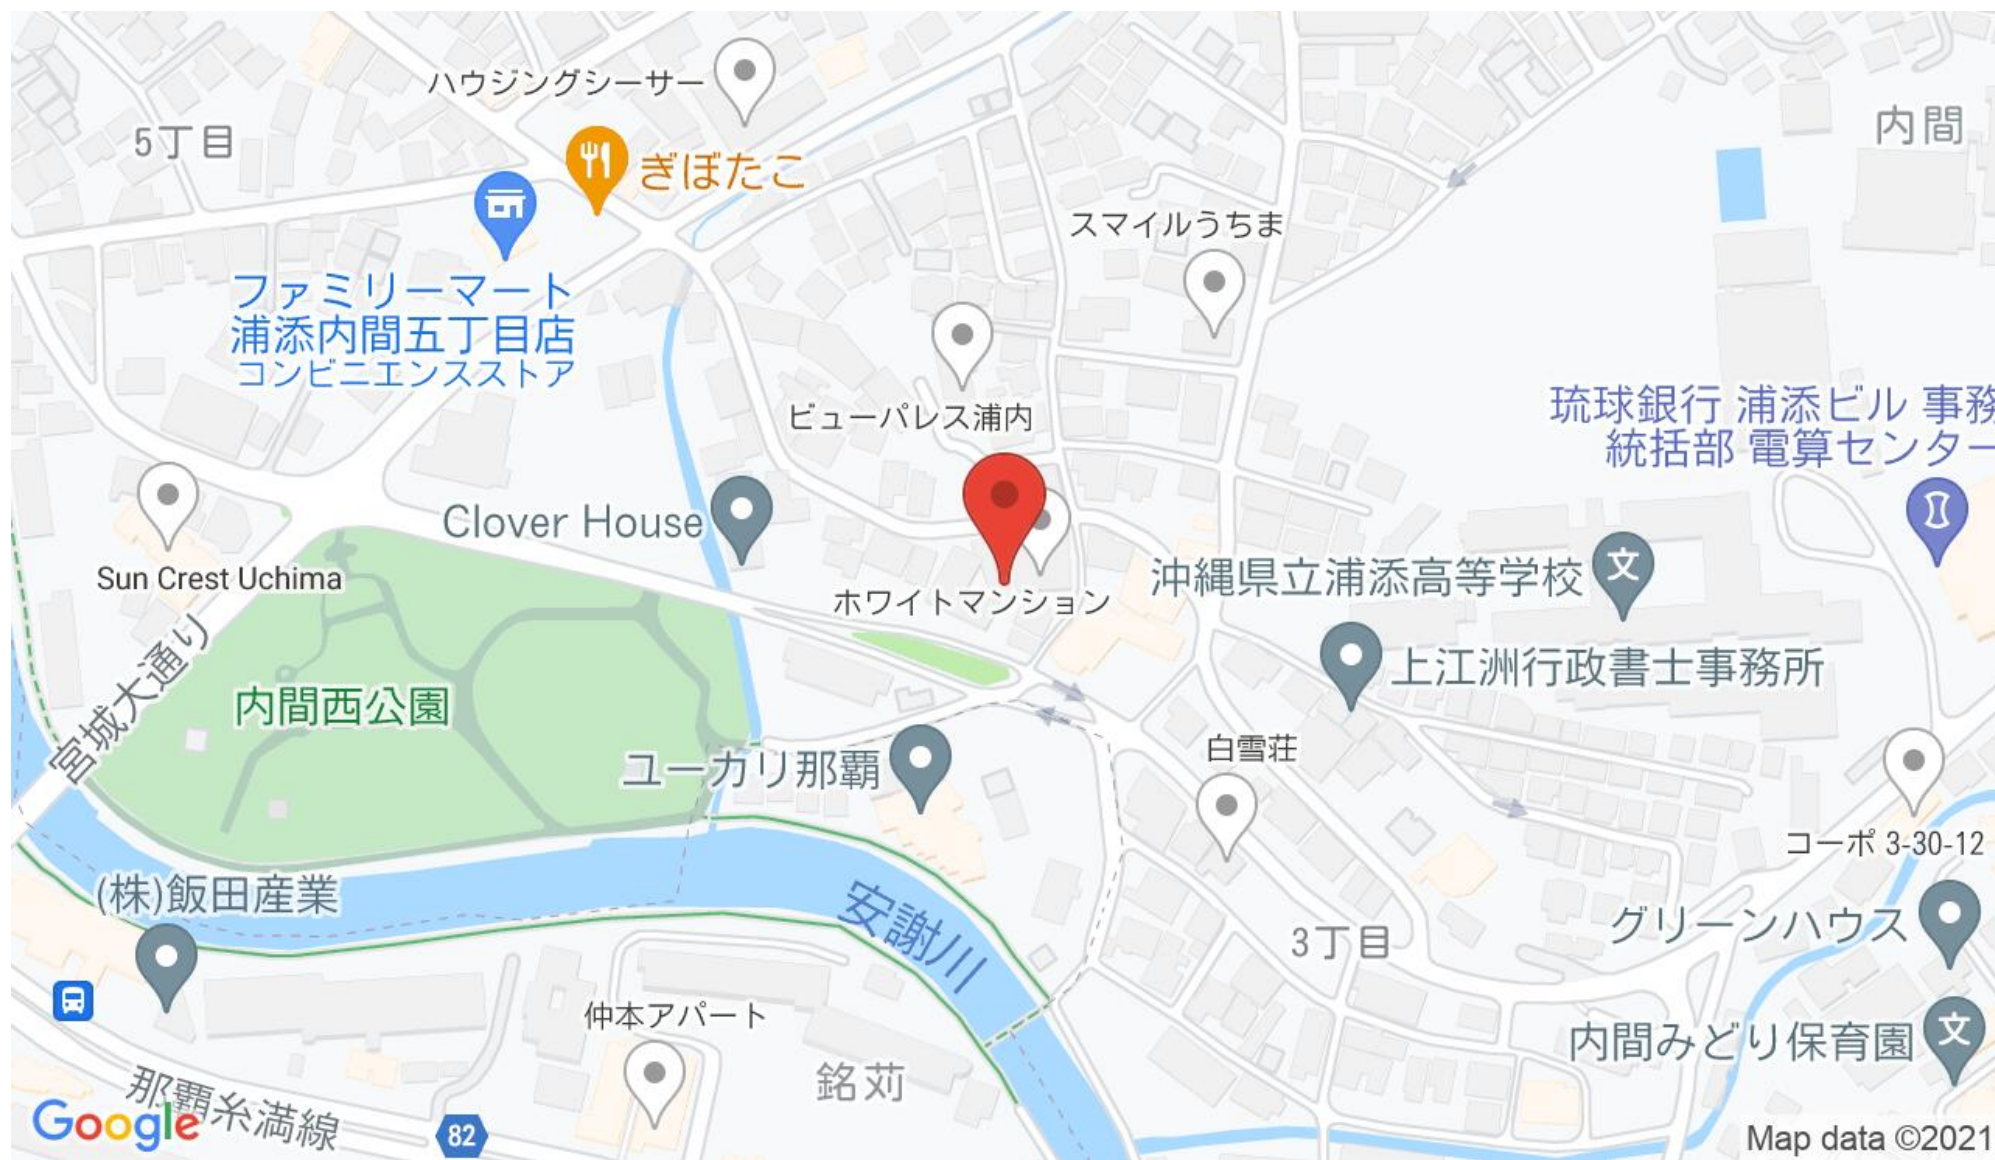 ハウジングシーサー
5丁目
内間
ぎぼたこ
スマイルうちま
ファミリーマート
浦添内間五丁目店
コンビニエンスストア
ビューパレス浦内
琉球銀行 浦添ビル 事務
統括部 電算センター
Clover House
Sun Crest Uchima
沖縄県立浦添高等学校
文
ホワイトマンション
宮城大通り
上江洲行政書士事務所
内間西公園
白雪荘
ユーカリ那覇
コーポ 3-30-12
(株)飯田産業
安謝川
グリーンハウス
3丁目
仲本アパート
内間みどり保育園
文
銘苅
那覇糸満線
82
Google
Map data ©2021